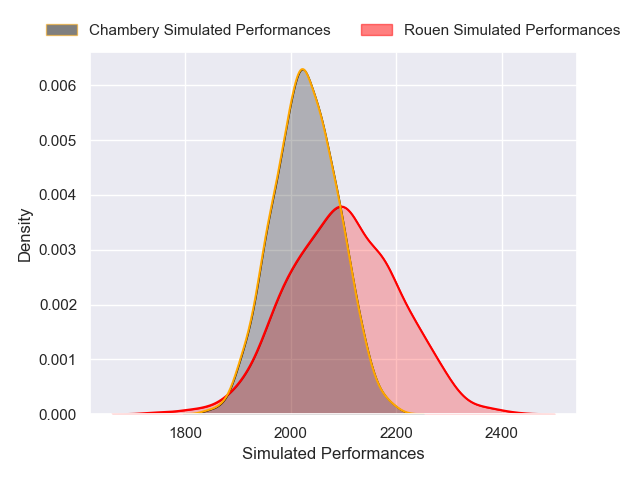 Chambery Simulated Performances
Rouen Simulated Performances
0.006
0.005
0.004
0.003
0.002
0.001
0.000
Density
1800
2000
2200
2400
Simulated Performances